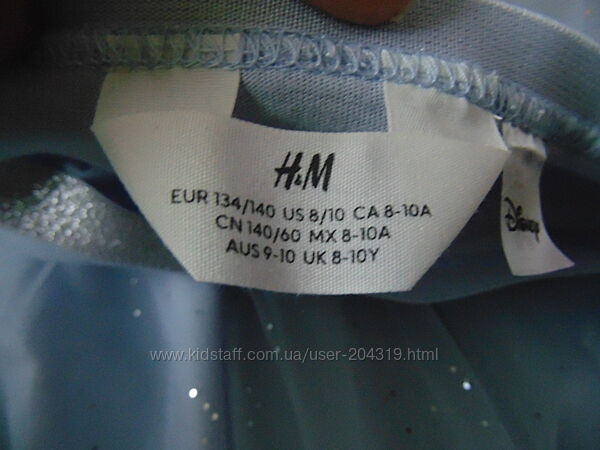 H&M
EUR 134/140 US 8/10 CA 8-10A
CN 140/60 MX 8-10A
AUS 9-10 UK 8-10Y
Disney
www.kidstaff.com.ua/user-204319.html